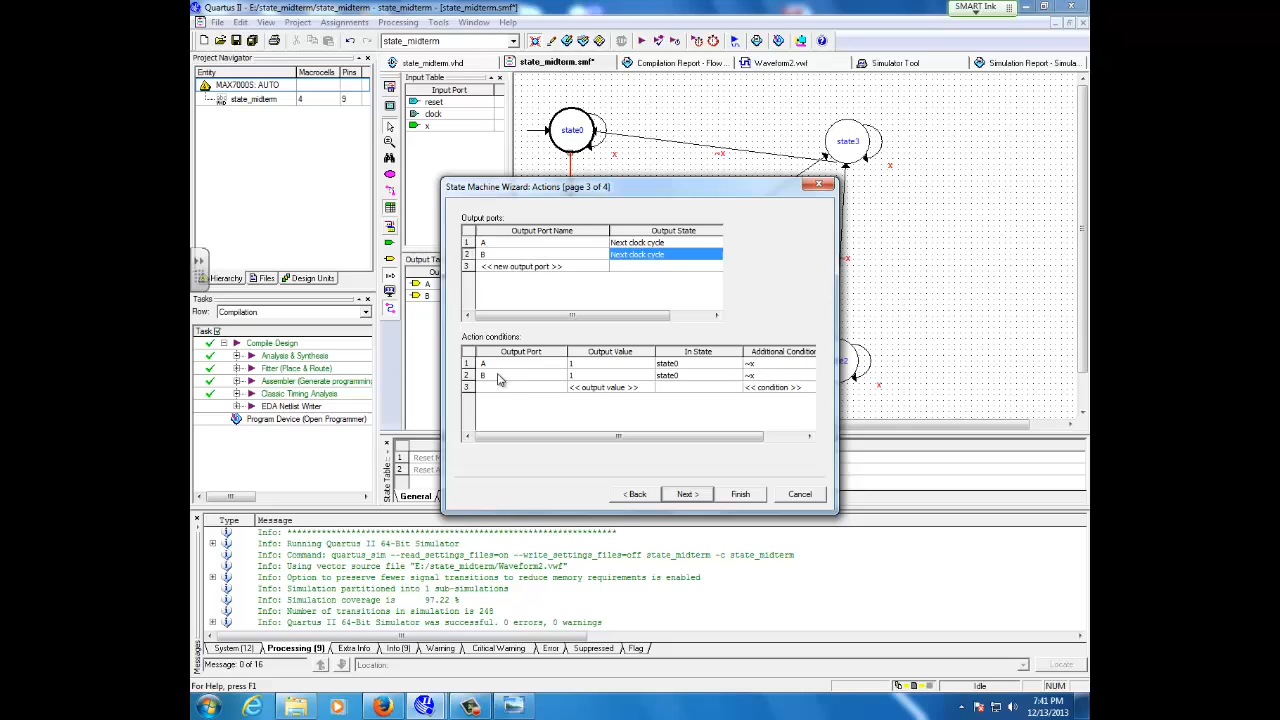 Quartus II - E:/state_midterm/state_midterm - state_midterm - [state_midterm.smf*]
SMART Ink
File Edit View Project Assignments Processing Tools Window Help
state_midterm
Project Navigator
Entity Macrocells Pins
MAX7000S: AUTO
state_midterm 4 9
Hierarchy Files Design Units
state_midterm.vhd
state_midterm.smf*
Compilation Report - Flow...
Waveform2.vwf
Simulator Tool
Simulation Report - Simula...
Input Table
Input Port
reset
clock
x
Output Ta
Ou
A
B
state0
x
~x
state3
x
~x
x
State Machine Wizard: Actions [page 3 of 4]
Output ports:
Output Port Name Output State
1 A Next clock cycle
2 B Next clock cycle
3 << new output port >>
Action conditions:
Output Port Output Value In State Additional Condition
1 A 1 state0 ~x
2 B 1 state0 ~x
3 << output value >> << condition >>
< Back Next > Finish Cancel
Tasks
Flow: Compilation
Task
Compile Design
Analysis & Synthesis
Fitter (Place & Route)
Assembler (Generate programming
Classic Timing Analysis
EDA Netlist Writer
Program Device (Open Programmer)
State Table
1 Reset
2 Reset
General
Type Message
Info: *******************************************************
Info: Running Quartus II 64-Bit Simulator
Info: Command: quartus_sim --read_settings_files=on --write_settings_files=off state_midterm -c state_midterm
Info: Using vector source file "E:/state_midterm/Waveform2.vwf"
Info: Option to preserve fewer signal transitions to reduce memory requirements is enabled
Info: Simulation partitioned into 1 sub-simulations
Info: Simulation coverage is 97.22 %
Info: Number of transitions in simulation is 248
Info: Quartus II 64-Bit Simulator was successful. 0 errors, 0 warnings
System (12) Processing (9) Extra Info Info (9) Warning Critical Warning Error Suppressed Flag
Messages
Message: 0 of 16
Location:
Locate
For Help, press F1
Idle
NUM
7:41 PM
12/13/2013